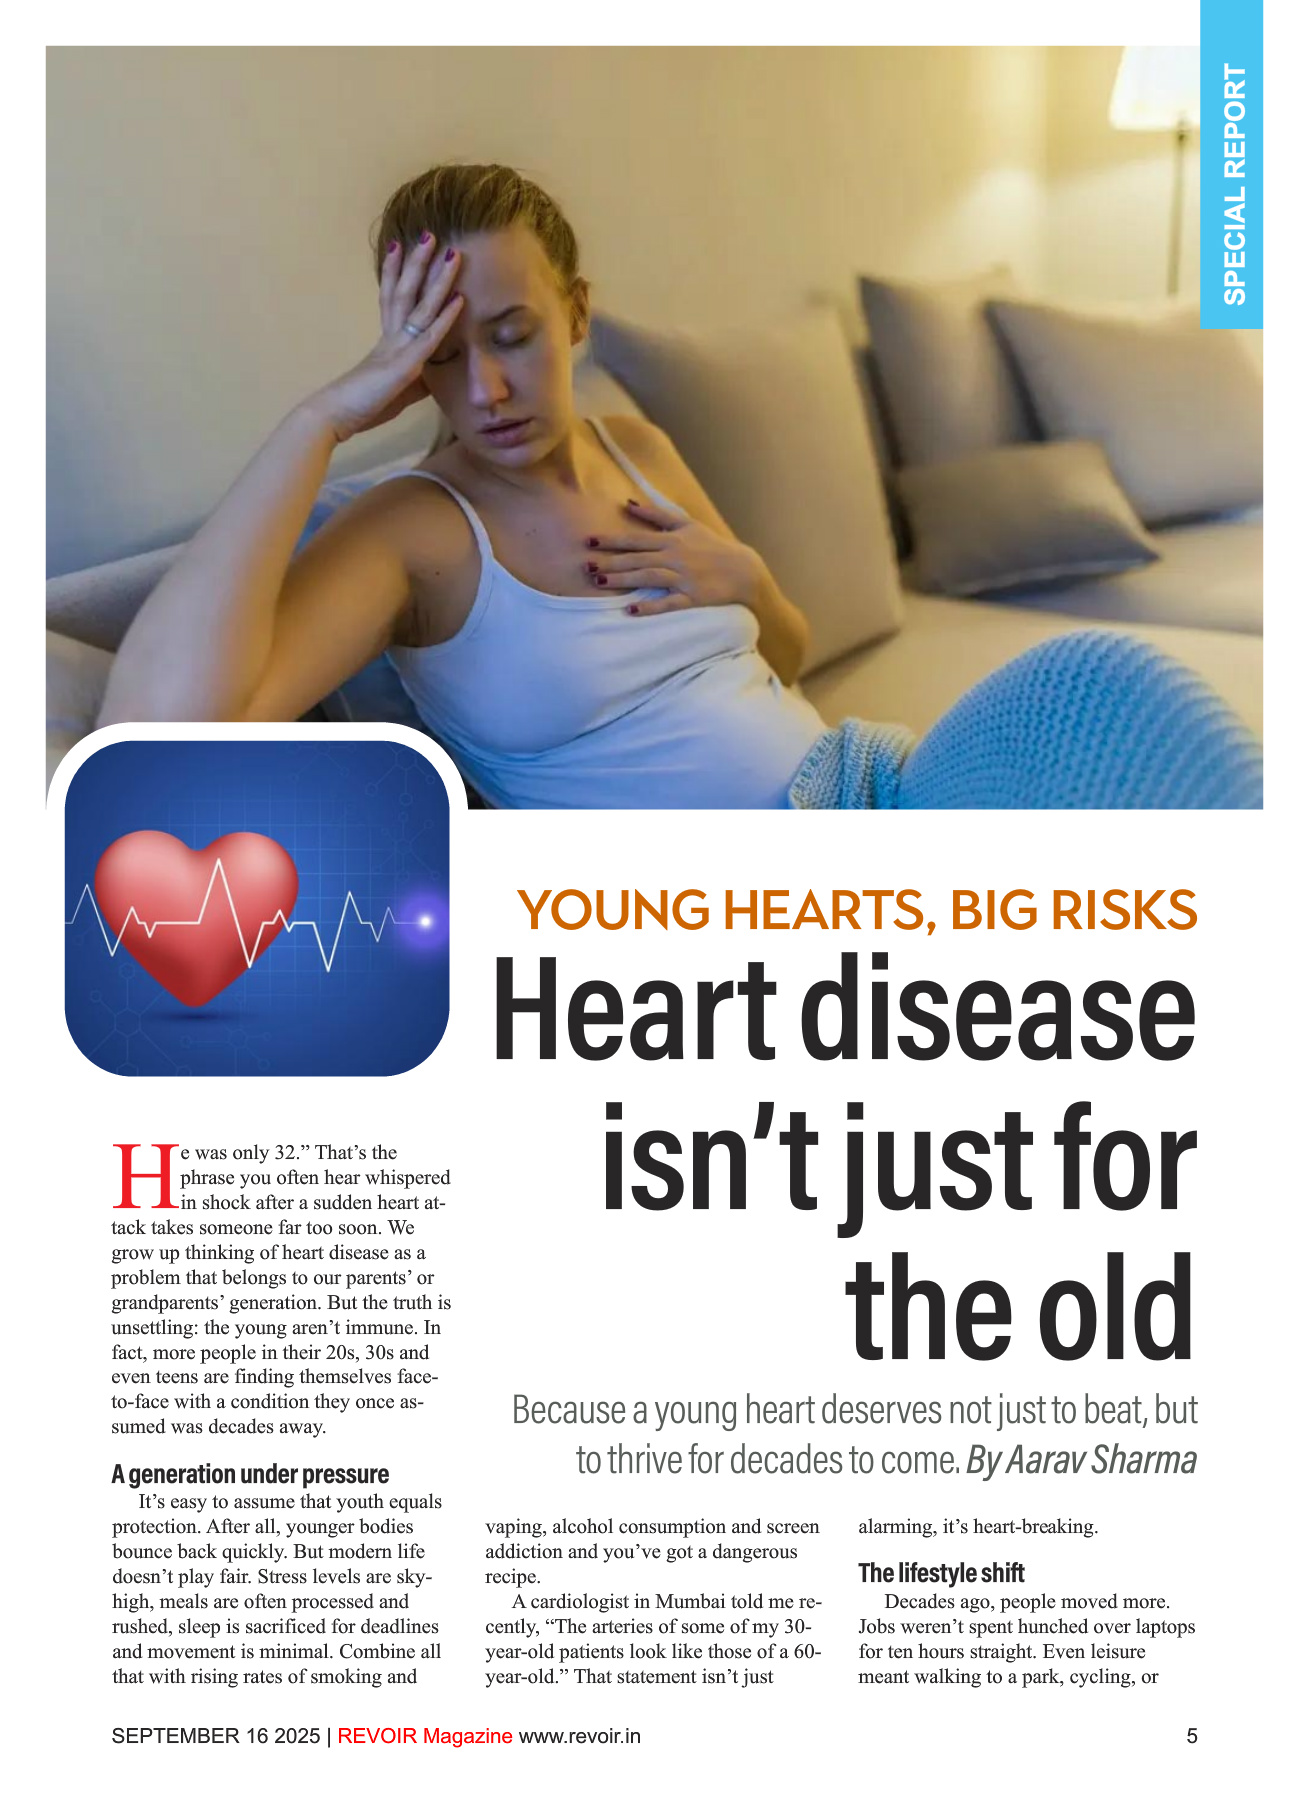 SPECIAL REPORT
YOUNG HEARTS, BIG RISKS
Heart disease
isn’t just for
the old
Because a young heart deserves not just to beat, but
to thrive for decades to come. By Aarav Sharma
He was only 32.” That’s the
phrase you often hear whispered
in shock after a sudden heart at-
tack takes someone far too soon. We
grow up thinking of heart disease as a
problem that belongs to our parents’ or
grandparents’ generation. But the truth is
unsettling: the young aren’t immune. In
fact, more people in their 20s, 30s and
even teens are finding themselves face-
to-face with a condition they once as-
sumed was decades away.
A generation under pressure
It’s easy to assume that youth equals
protection. After all, younger bodies
bounce back quickly. But modern life
doesn’t play fair. Stress levels are sky-
high, meals are often processed and
rushed, sleep is sacrificed for deadlines
and movement is minimal. Combine all
that with rising rates of smoking and
vaping, alcohol consumption and screen
addiction and you’ve got a dangerous
recipe.
A cardiologist in Mumbai told me re-
cently, “The arteries of some of my 30-
year-old patients look like those of a 60-
year-old.” That statement isn’t just
alarming, it’s heart-breaking.
The lifestyle shift
Decades ago, people moved more.
Jobs weren’t spent hunched over laptops
for ten hours straight. Even leisure
meant walking to a park, cycling, or
SEPTEMBER 16 2025 | REVOIR Magazine www.revoir.in
5